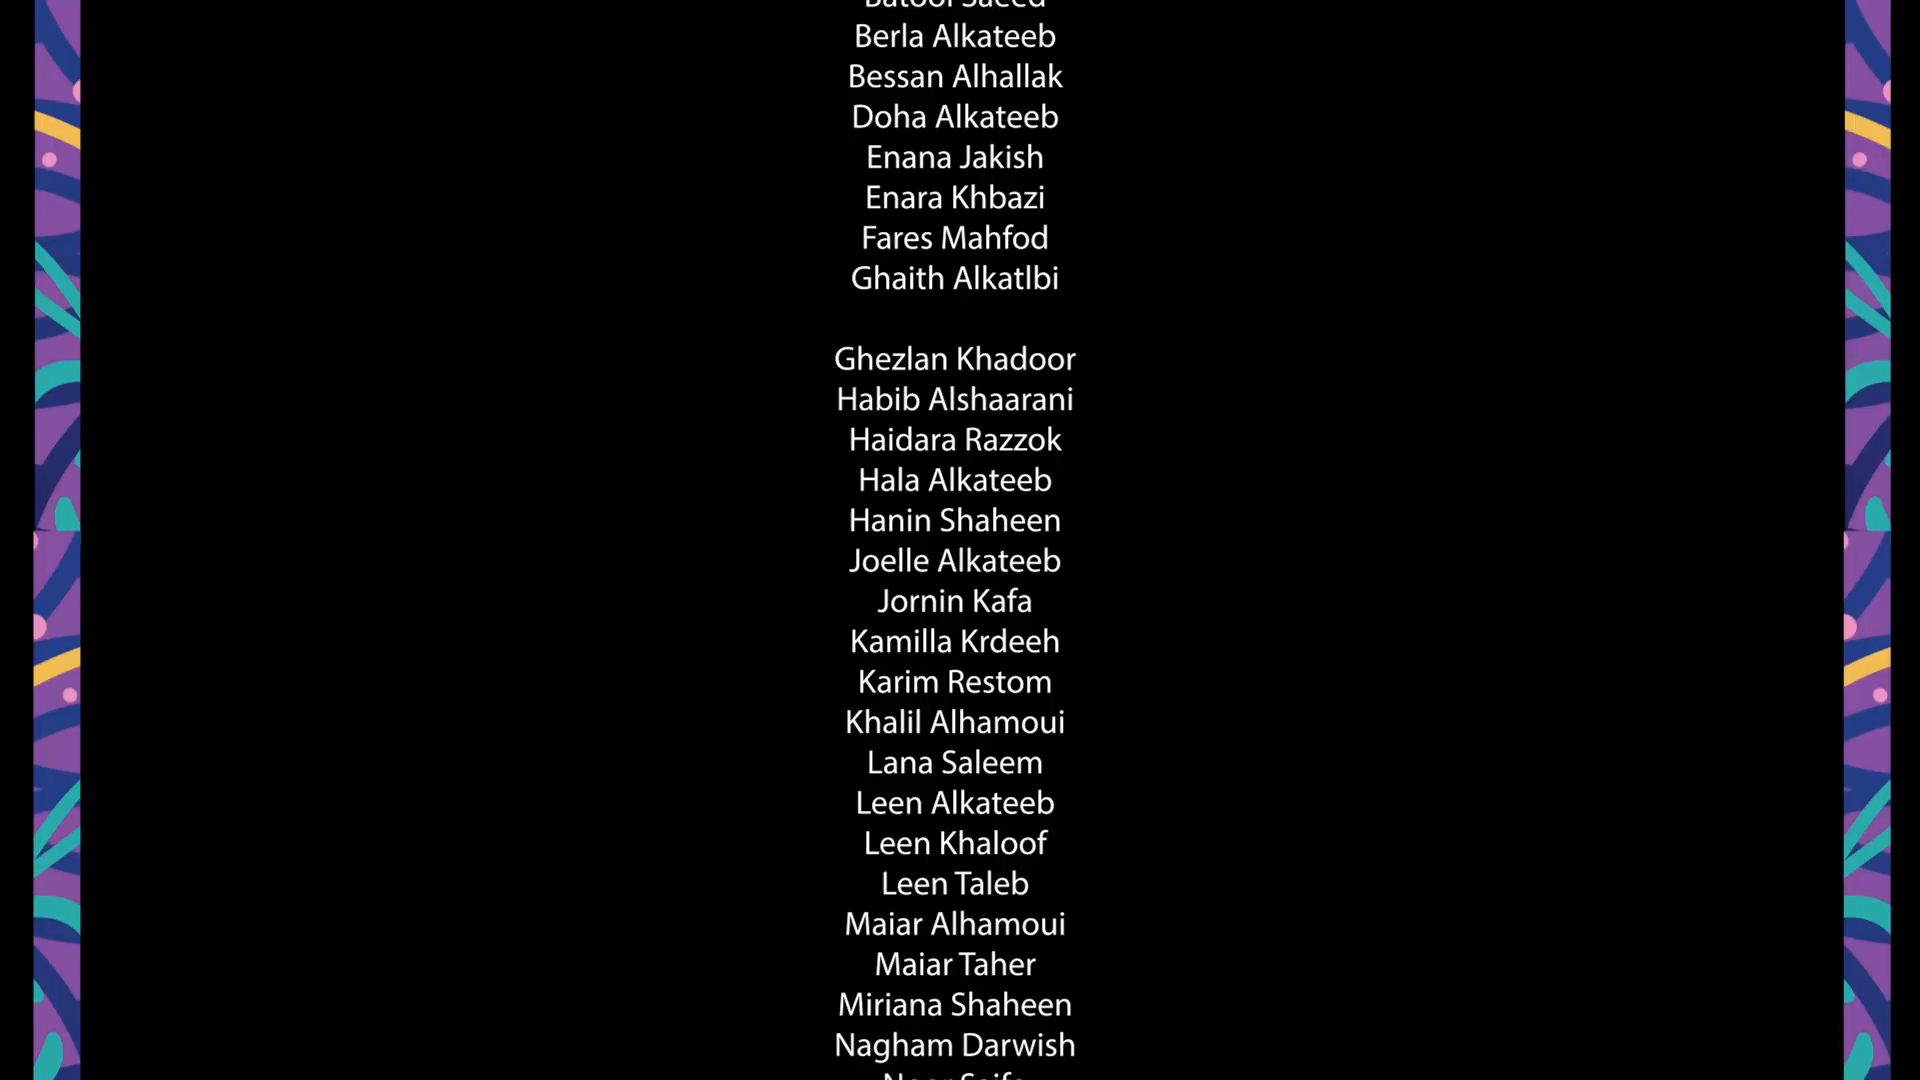 Batool Saeed
Berla Alkateeb
Bessan Alhallak
Doha Alkateeb
Enana Jakish
Enara Khbazi
Fares Mahfod
Ghaith Alkatlbi
Ghezlan Khadoor
Habib Alshaarani
Haidara Razzok
Hala Alkateeb
Hanin Shaheen
Joelle Alkateeb
Jornin Kafa
Kamilla Krdeeh
Karim Restom
Khalil Alhamoui
Lana Saleem
Leen Alkateeb
Leen Khaloof
Leen Taleb
Maiar Alhamoui
Maiar Taher
Miriana Shaheen
Nagham Darwish